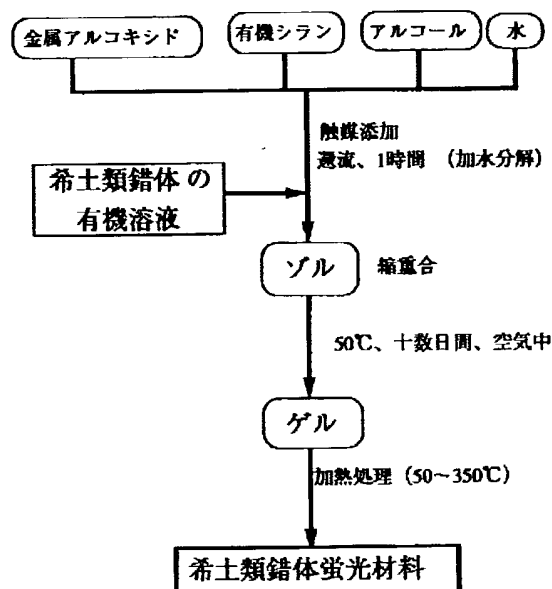 金属アルコキシド
有機シラン
アルコール
水
触媒添加
還流、1時間 （加水分解）
希土類錯体の
有機溶液
ゾル
縮重合
50℃、十数日間、空気中
ゲル
加熱処理（50～350℃）
希土類錯体蛍光材料